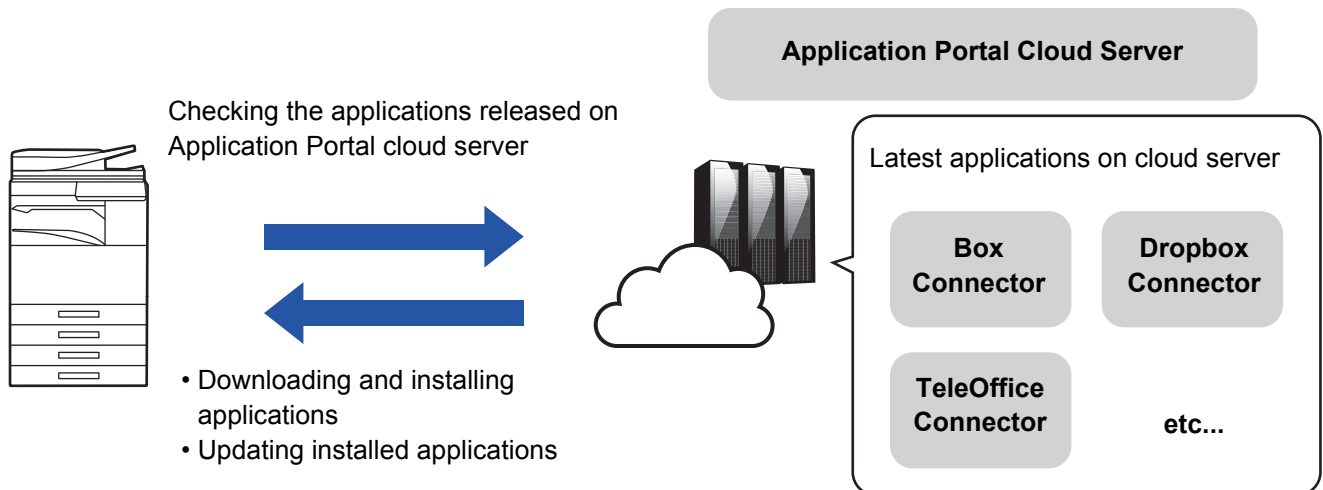 Application Portal Cloud Server
Checking the applications released on
Application Portal cloud server
Latest applications on cloud server
Box
Connector
Dropbox
Connector
TeleOffice
Connector
etc...
• Downloading and installing
applications
• Updating installed applications